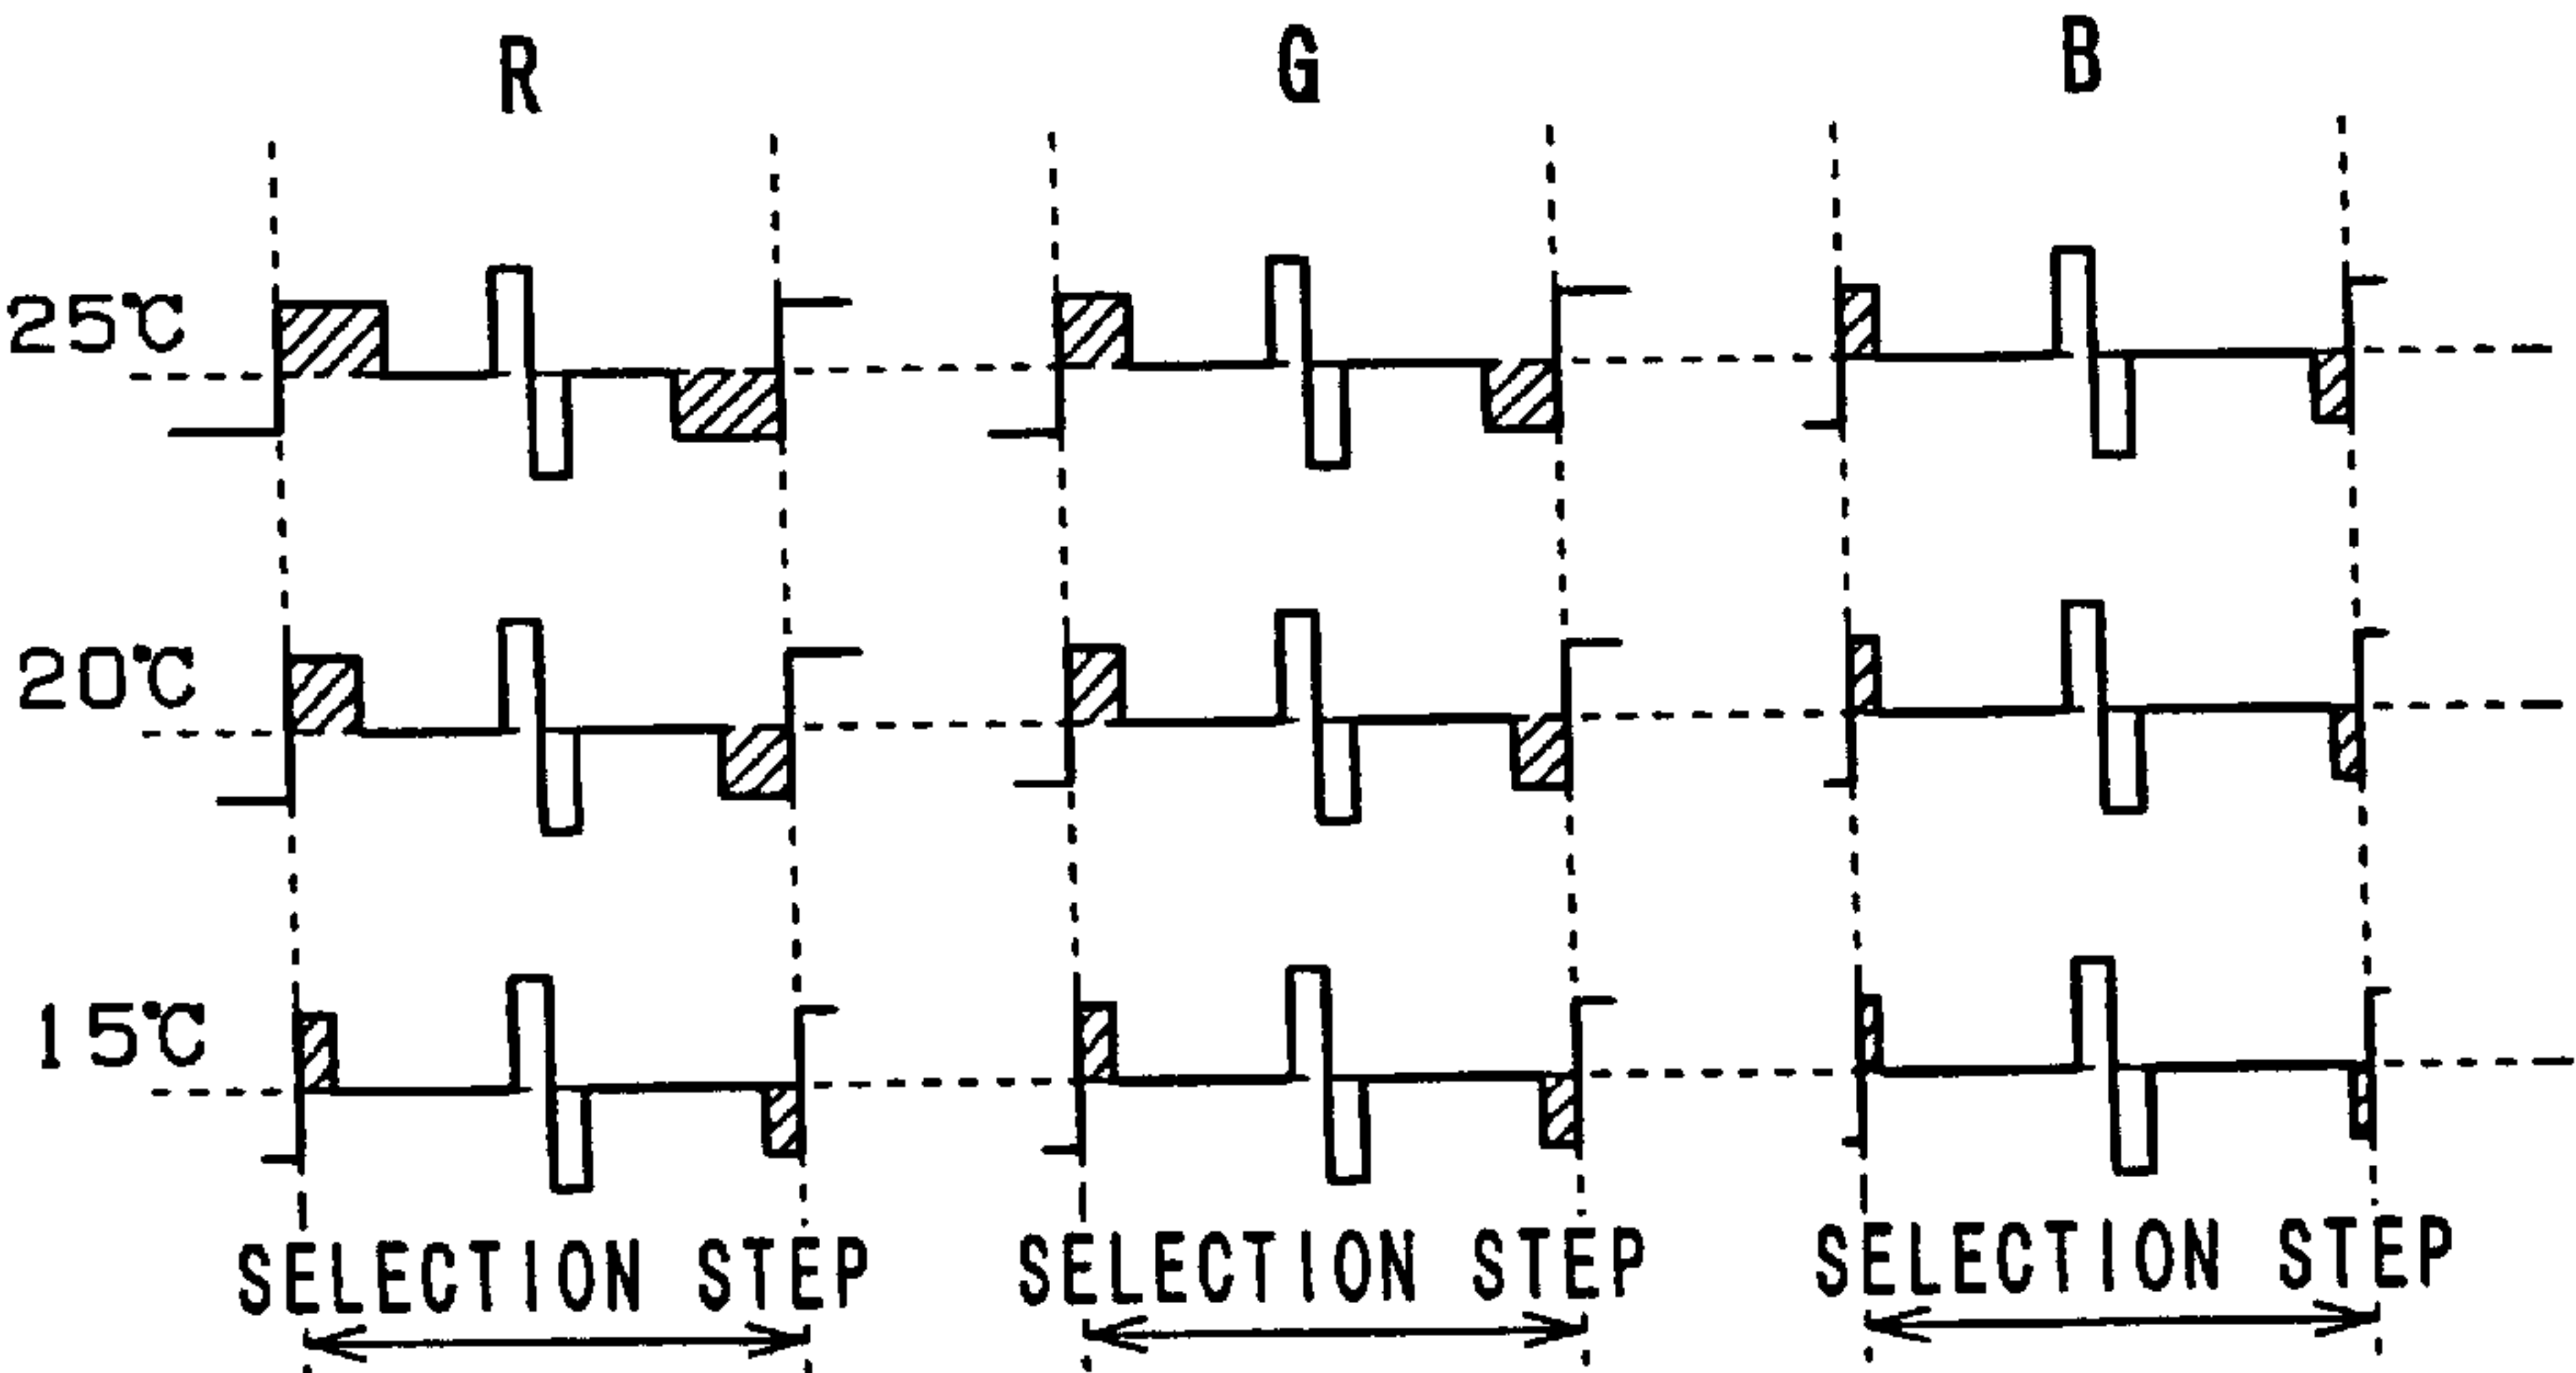 R G B
25℃
20℃
15℃
SELECTION STEP SELECTION STEP SELECTION STEP